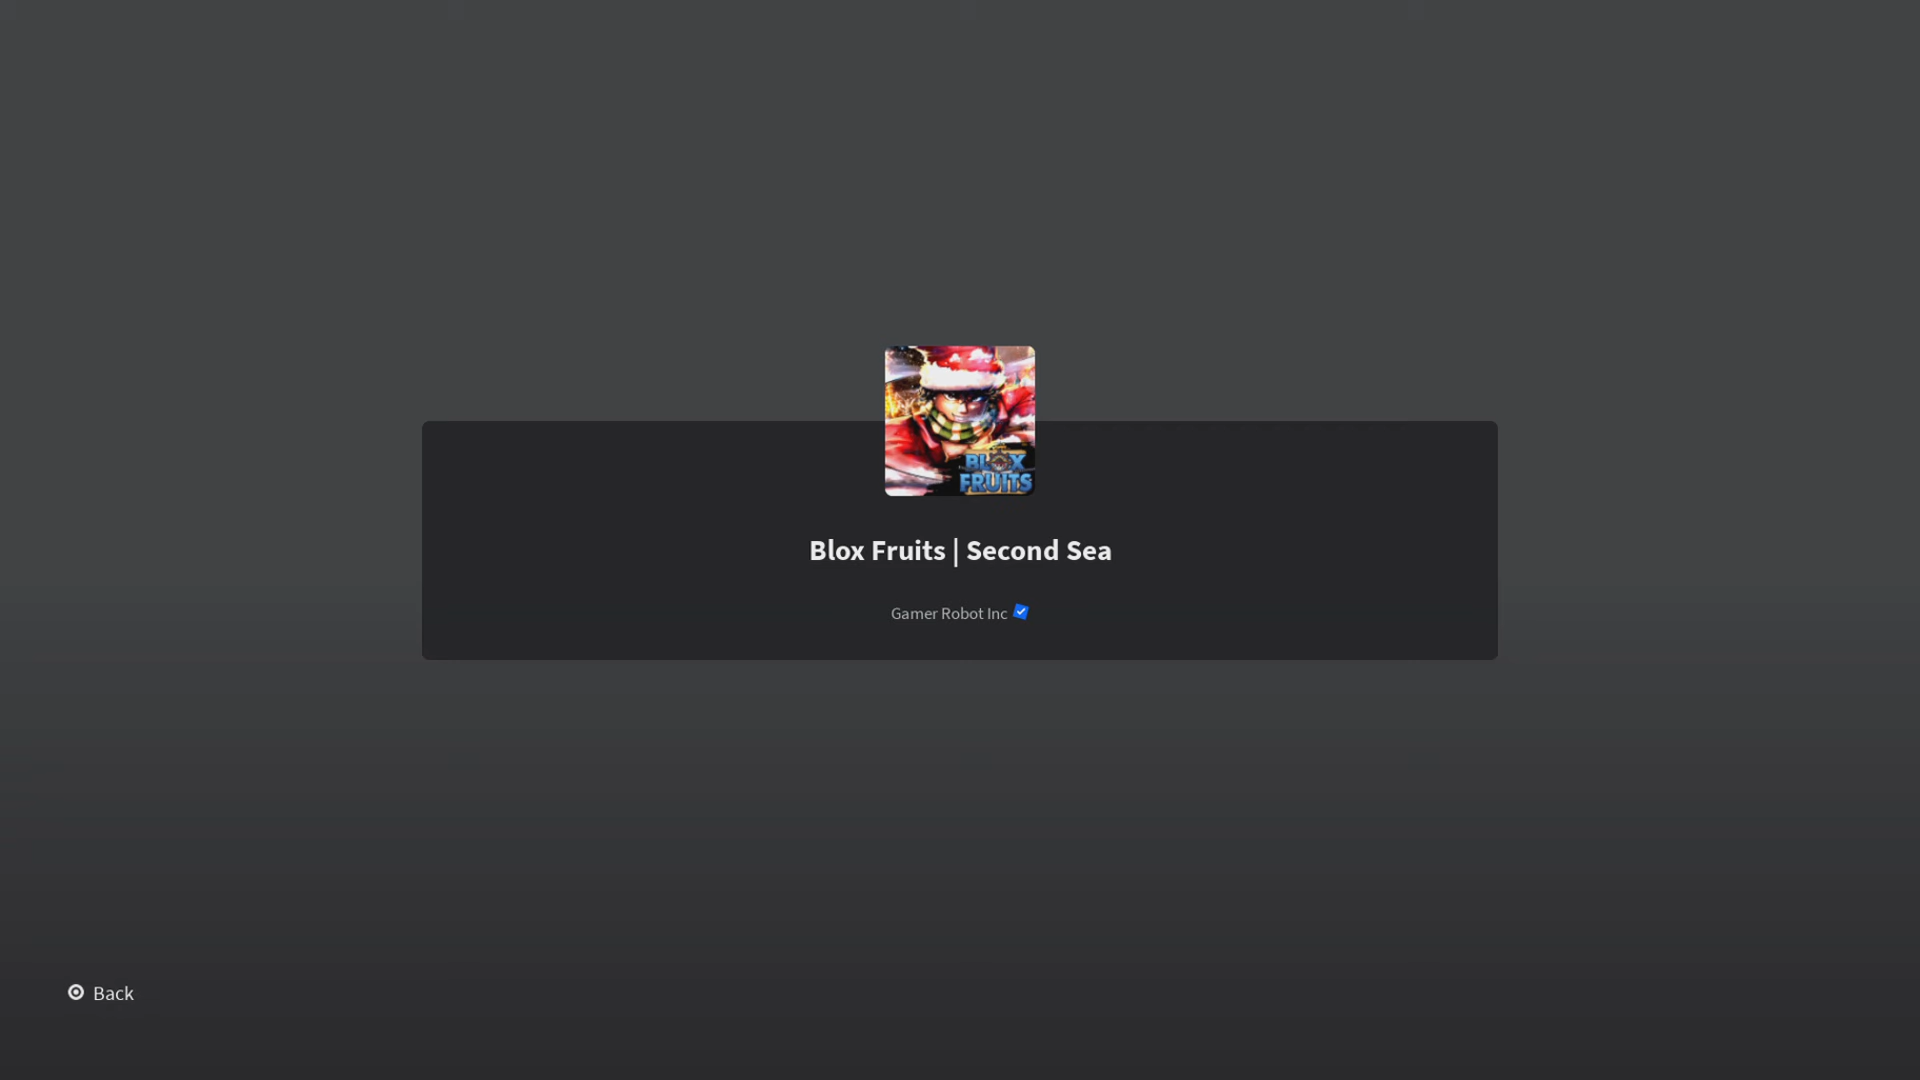 BLOX
FRUITS
Blox Fruits | Second Sea
Gamer Robot Inc
Back